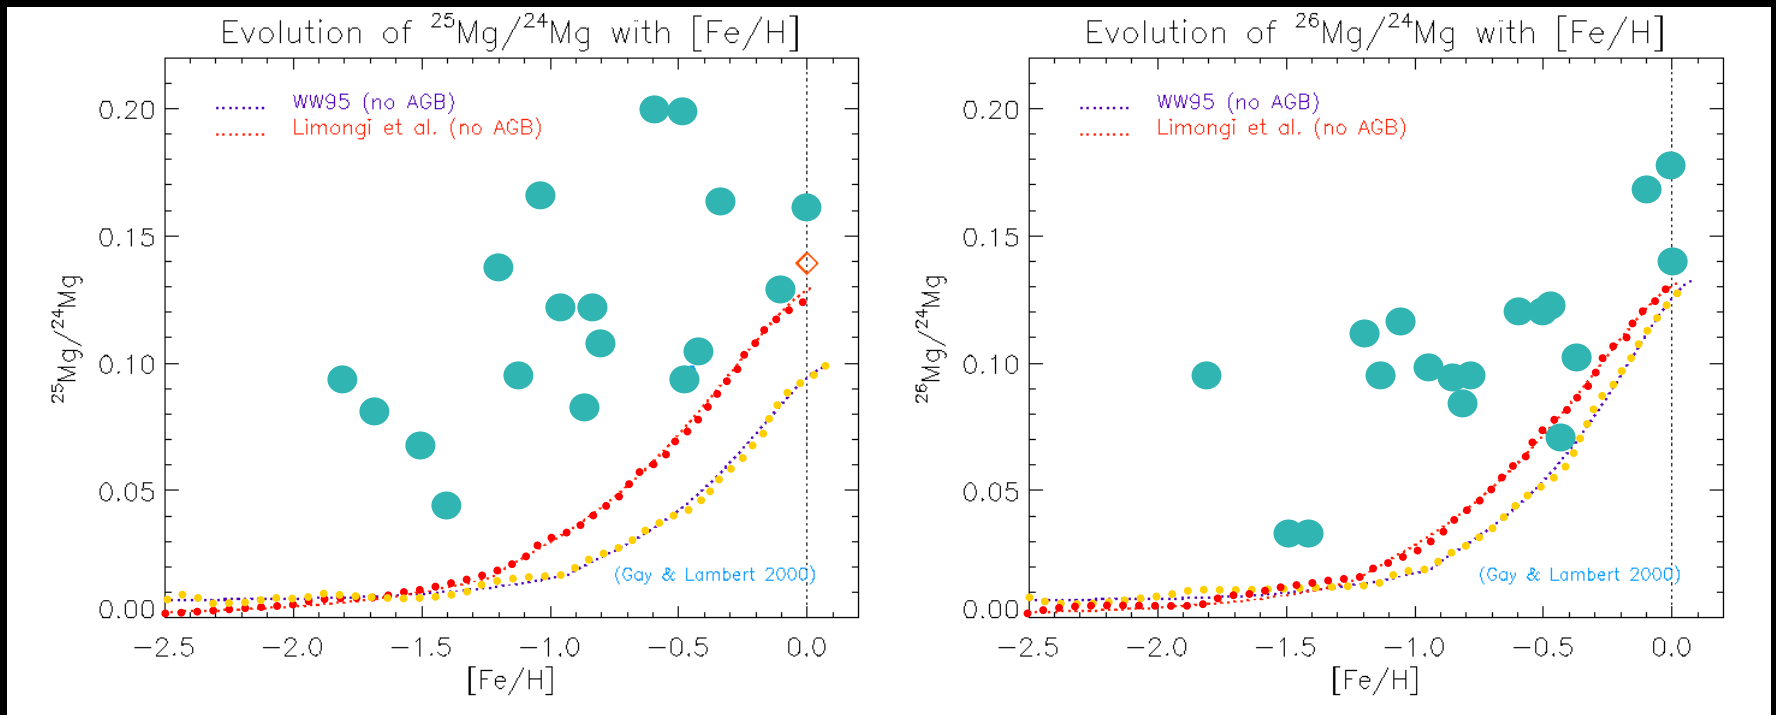 Evolution of ²⁵Mg/²⁴Mg with [Fe/H]
WW95 (no AGB)
Limongi et al. (no AGB)
0.20
0.15
0.10
0.05
0.00
²⁵Mg/²⁴Mg
(Gay & Lambert 2000)
−2.5 −2.0 −1.5 −1.0 −0.5 0.0
[Fe/H]
Evolution of ²⁶Mg/²⁴Mg with [Fe/H]
WW95 (no AGB)
Limongi et al. (no AGB)
0.20
0.15
0.10
0.05
0.00
²⁶Mg/²⁴Mg
(Gay & Lambert 2000)
−2.5 −2.0 −1.5 −1.0 −0.5 0.0
[Fe/H]